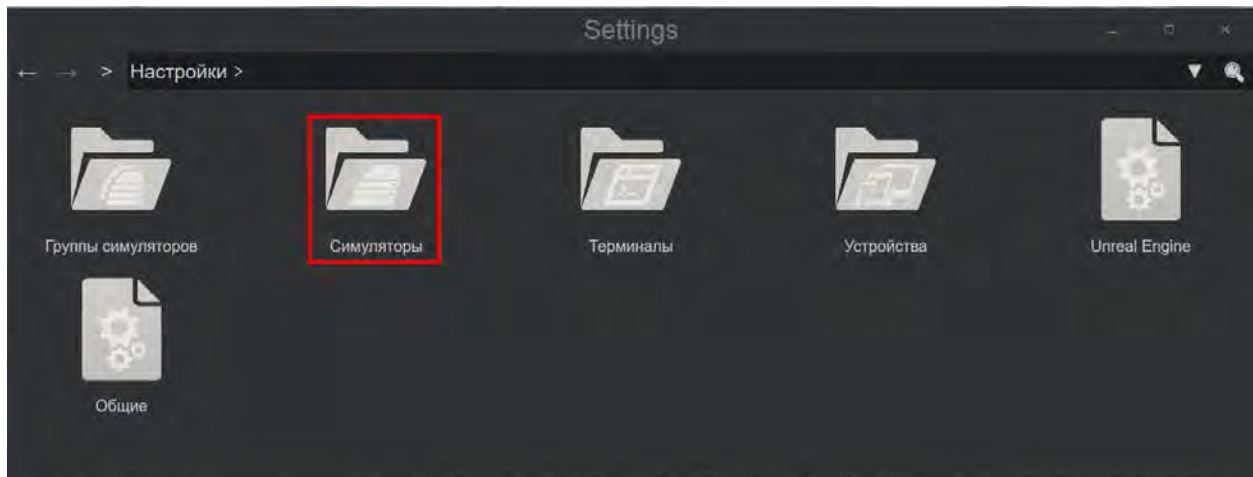 Settings
> Настройки >
Группы симуляторов
Симуляторы
Терминалы
Устройства
Unreal Engine
Общие